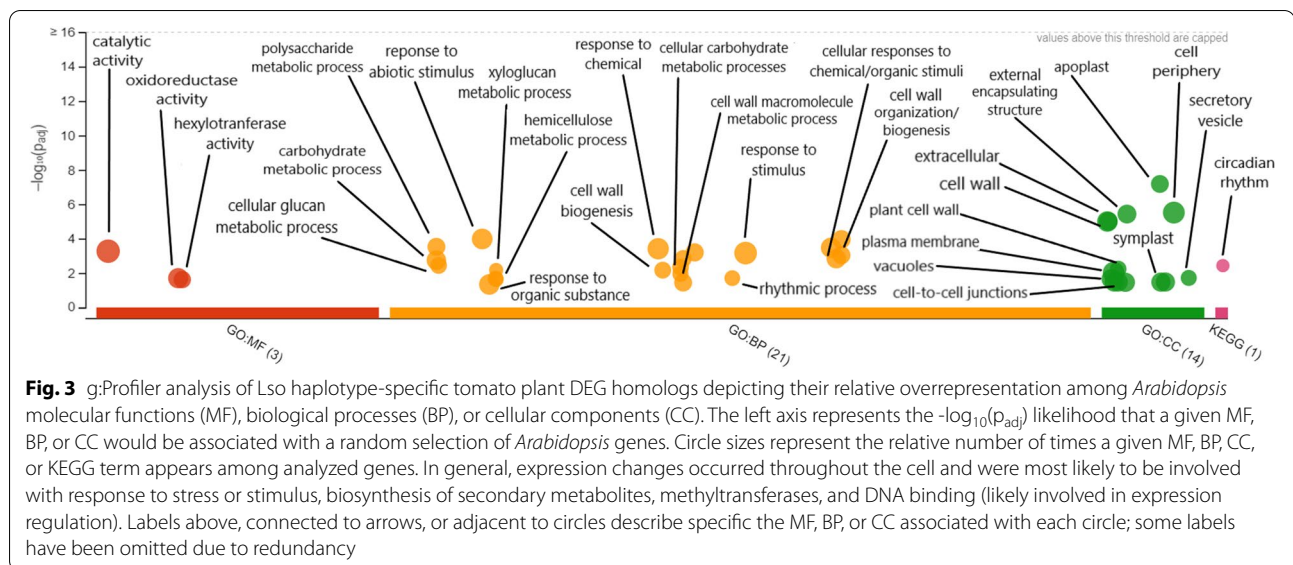 ≥ 16
14
12
10
8
6
4
2
0
–log₁₀(p_adj)
values above this threshold are capped
catalytic
activity
oxidoreductase
activity
hexylotranferase
activity
polysaccharide
metabolic process
carbohydrate
metabolic process
cellular glucan
metabolic process
reponse to
abiotic stimulus
xyloglucan
metabolic process
hemicellulose
metabolic process
response to
organic substance
cell wall
biogenesis
response to
chemical
cellular carbohydrate
metabolic processes
cell wall macromolecule
metabolic process
response to
stimulus
rhythmic process
cellular responses to
chemical/organic stimuli
cell wall
organization/
biogenesis
external
encapsulating
structure
extracellular
cell wall
plant cell wall
plasma membrane
vacuoles
cell-to-cell junctions
apoplast
symplast
cell
periphery
secretory
vesicle
circadian
rhythm
GO:MF (3)
GO:BP (21)
GO:CC (14)
KEGG (1)
Fig. 3 g:Profiler analysis of Lso haplotype-specific tomato plant DEG homologs depicting their relative overrepresentation among Arabidopsis
molecular functions (MF), biological processes (BP), or cellular components (CC). The left axis represents the -log₁₀(p_adj) likelihood that a given MF,
BP, or CC would be associated with a random selection of Arabidopsis genes. Circle sizes represent the relative number of times a given MF, BP, CC,
or KEGG term appears among analyzed genes. In general, expression changes occurred throughout the cell and were most likely to be involved
with response to stress or stimulus, biosynthesis of secondary metabolites, methyltransferases, and DNA binding (likely involved in expression
regulation). Labels above, connected to arrows, or adjacent to circles describe specific the MF, BP, or CC associated with each circle; some labels
have been omitted due to redundancy